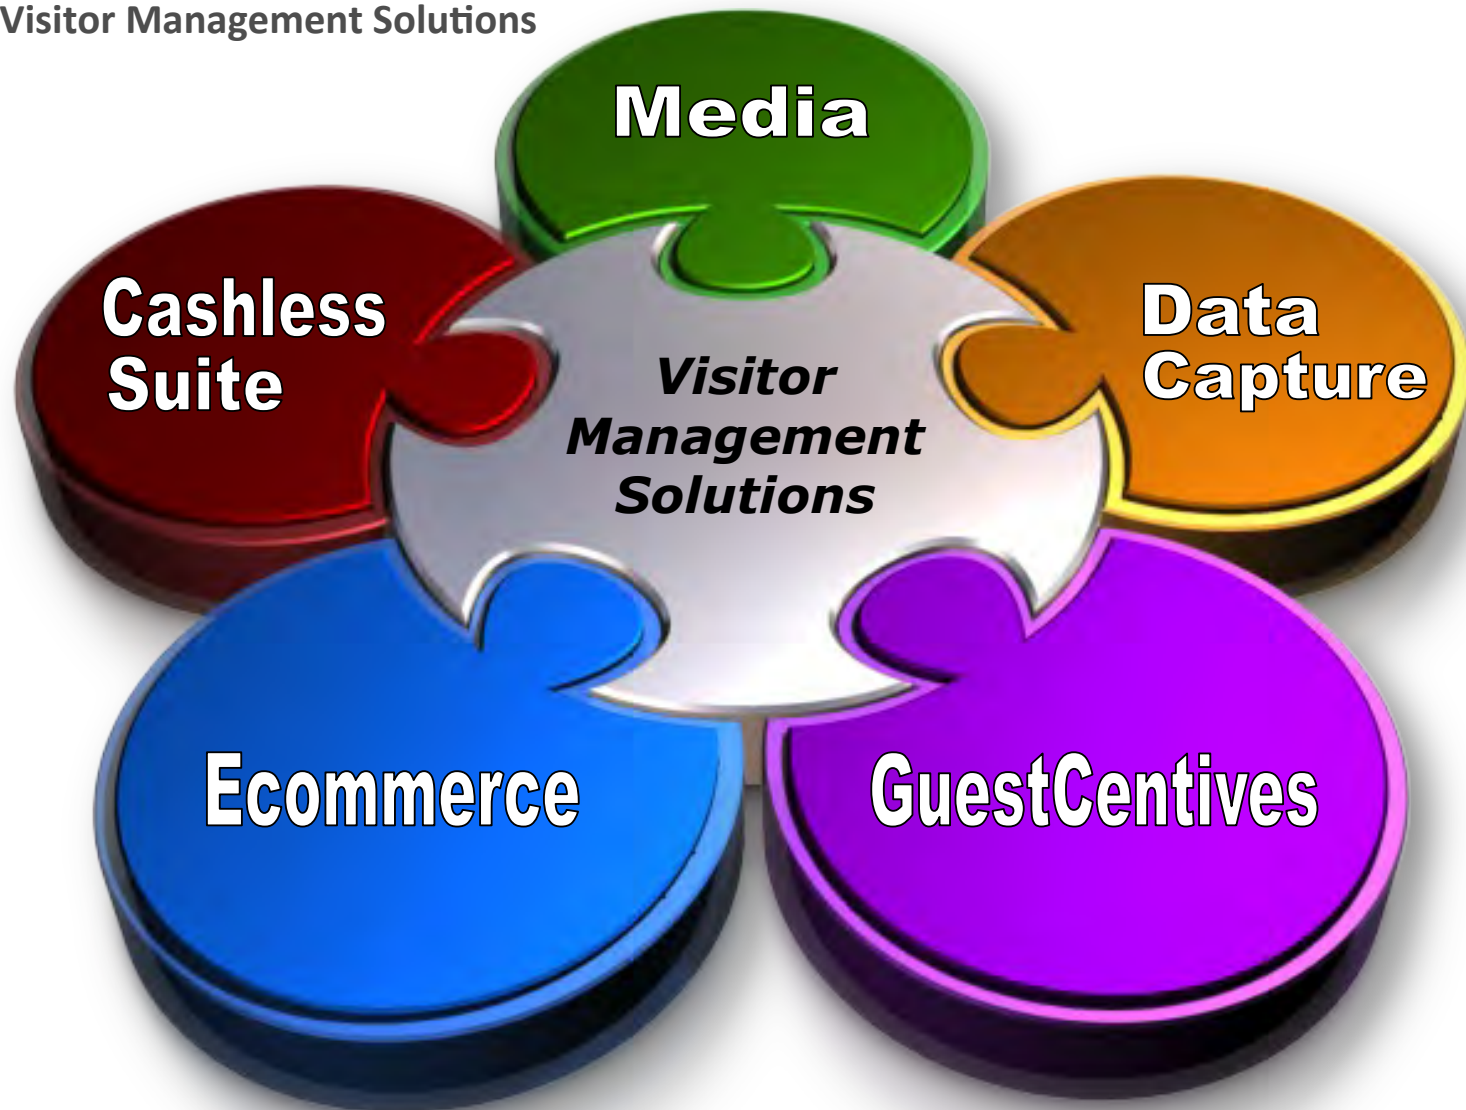 Visitor Management Solutions
Media
Cashless
Suite
Data
Capture
Visitor
Management
Solutions
Ecommerce
GuestCentives